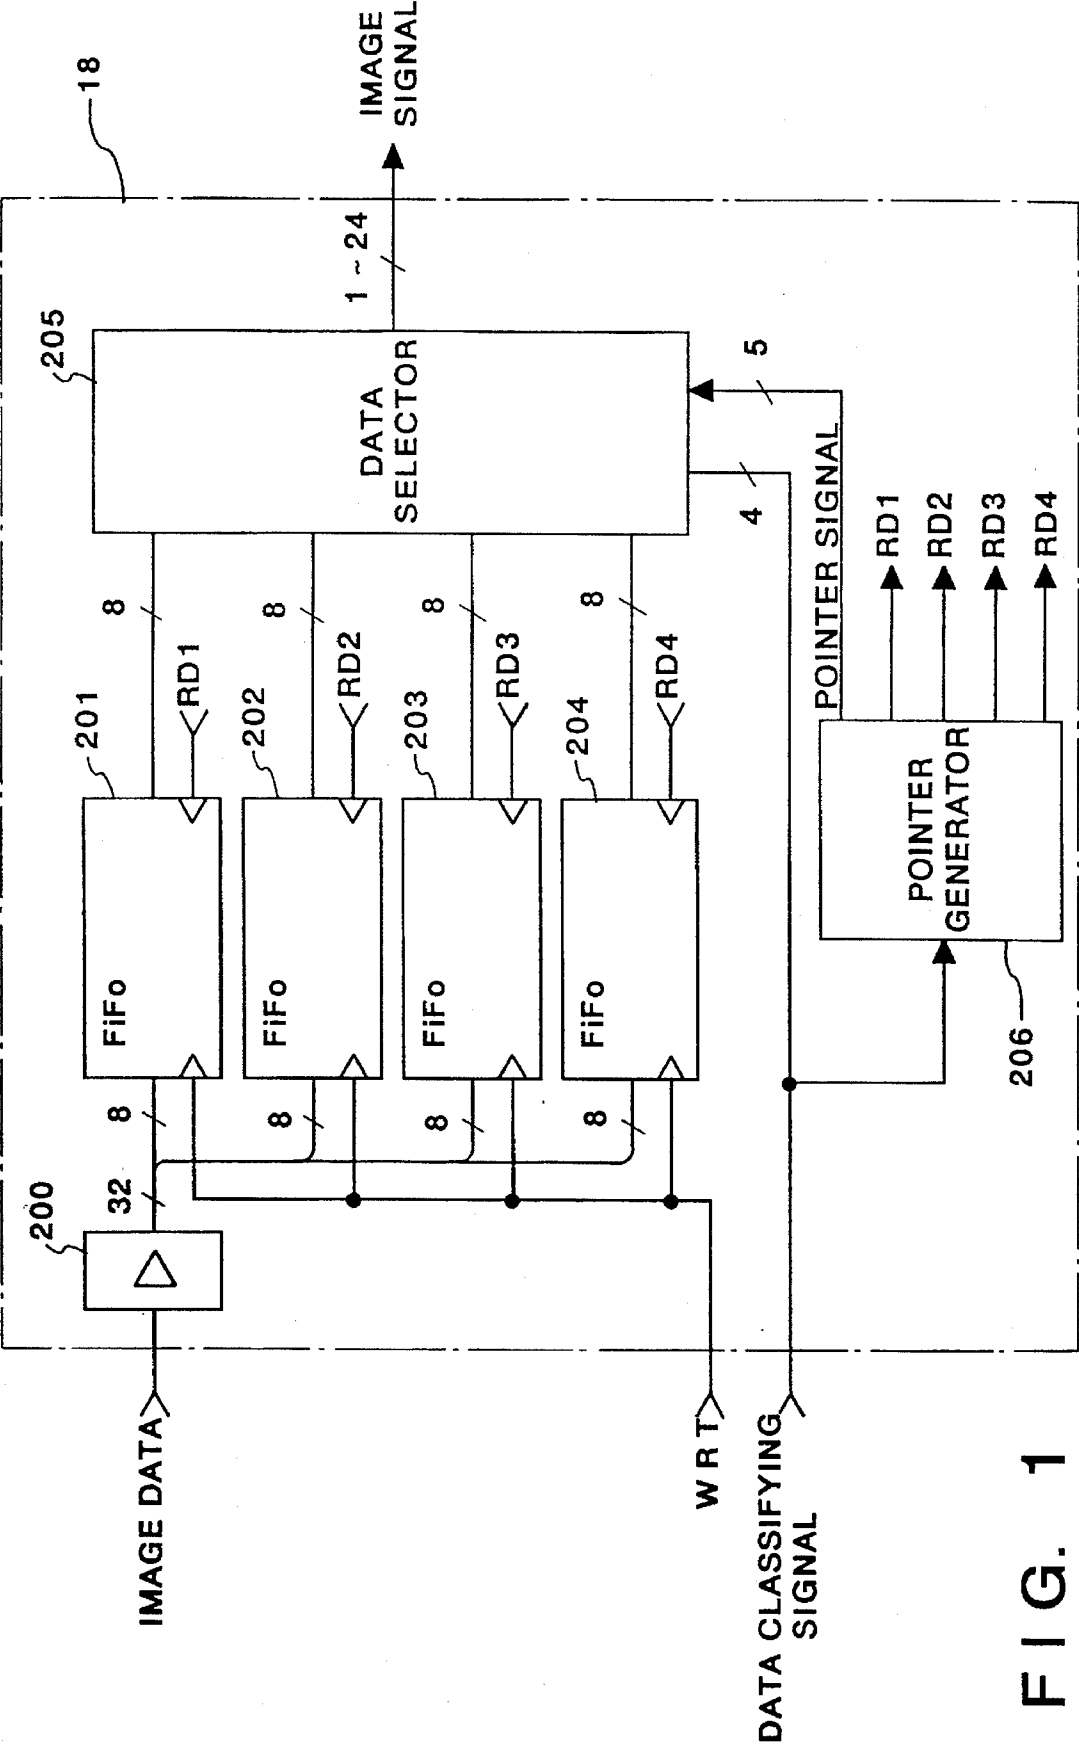 18
IMAGE
SIGNAL
1 ~ 24
205
DATA
SELECTOR
5
4
8
8
8
8
POINTER SIGNAL
RD1
RD2
RD3
RD4
201
RD1
202
RD2
203
RD3
204
RD4
FiFo
FiFo
FiFo
FiFo
POINTER
GENERATOR
206
8
8
8
8
32
200
IMAGE DATA
WRT
DATA CLASSIFYING
SIGNAL
FIG. 1